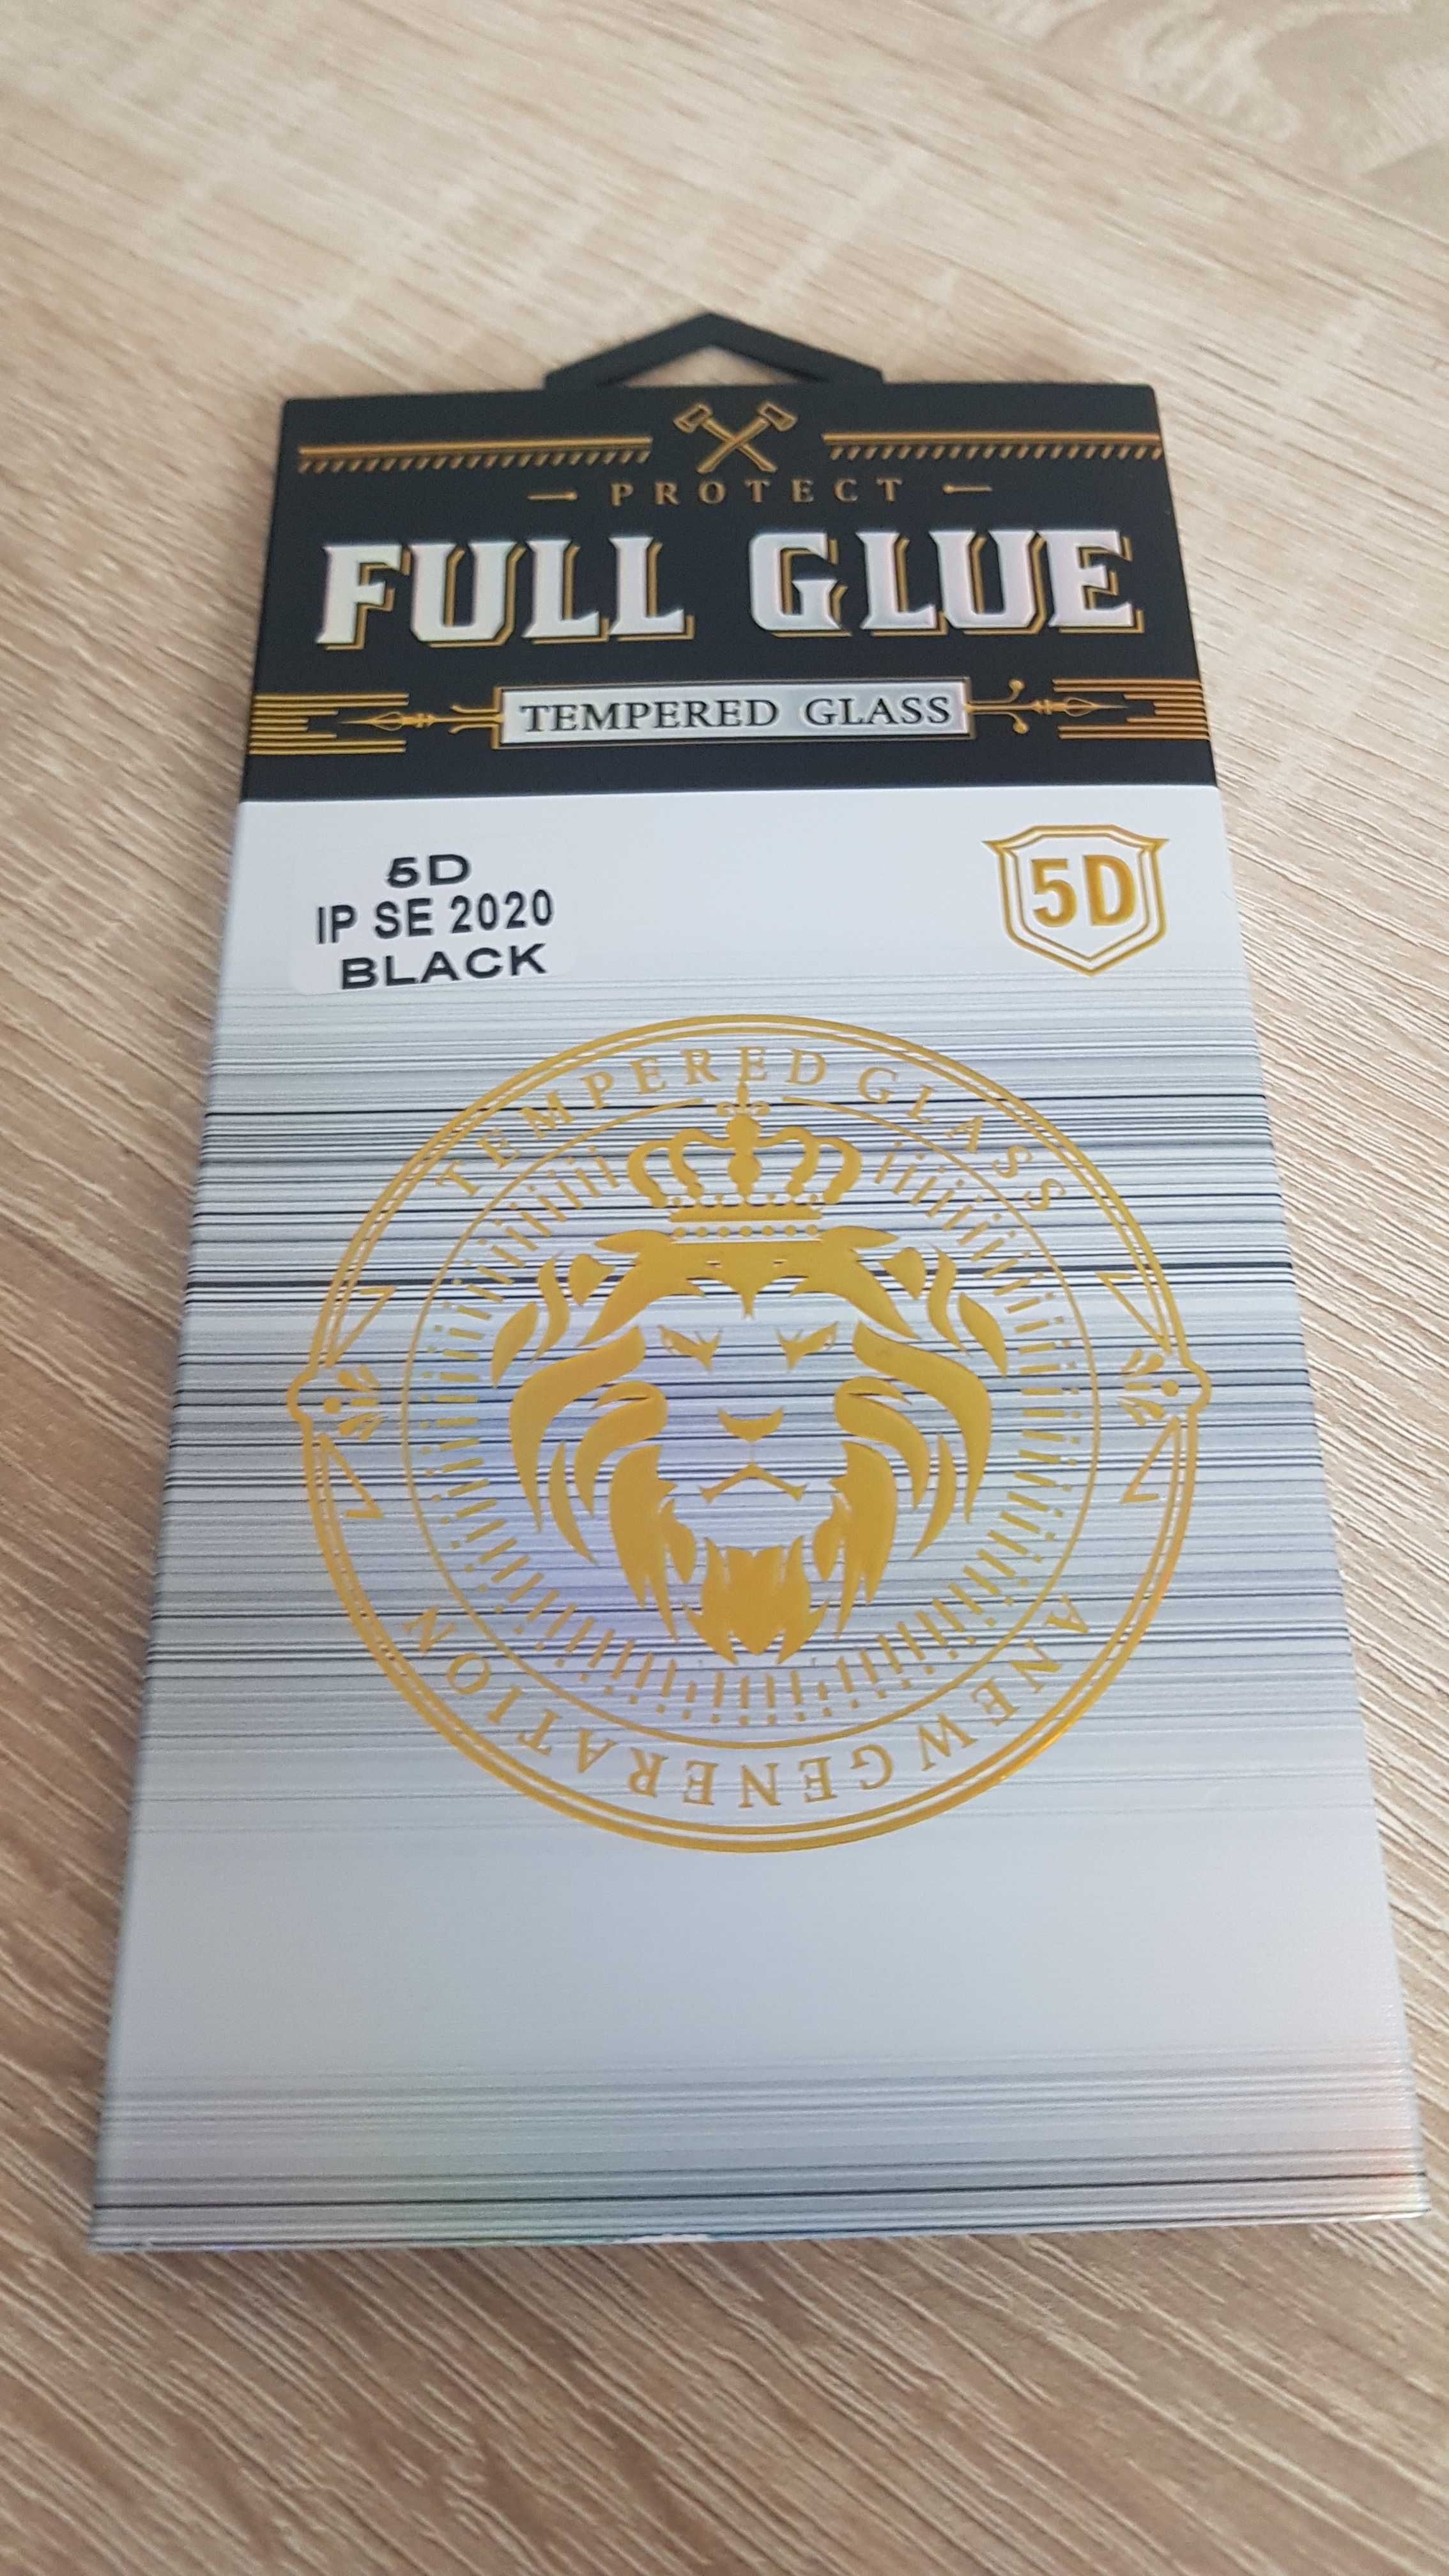 PROTECT
FULL GLUE
TEMPERED GLASS
5D
IP SE 2020
BLACK
5D
TEMPERED GLASS
A NEW GENERATION